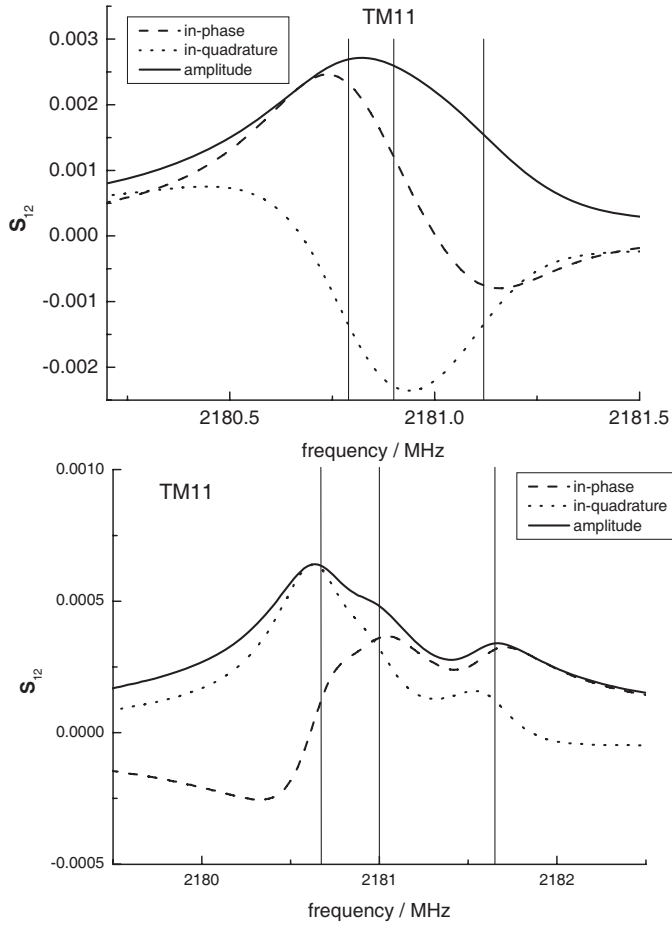 TM11
in-phase
in-quadrature
amplitude
0.003
0.002
0.001
0.000
-0.001
-0.002
S12
2180.5
2181.0
2181.5
frequency / MHz
0.0010
TM11
in-phase
in-quadrature
amplitude
0.0005
0.0000
-0.0005
S12
2180
2181
2182
frequency / MHz